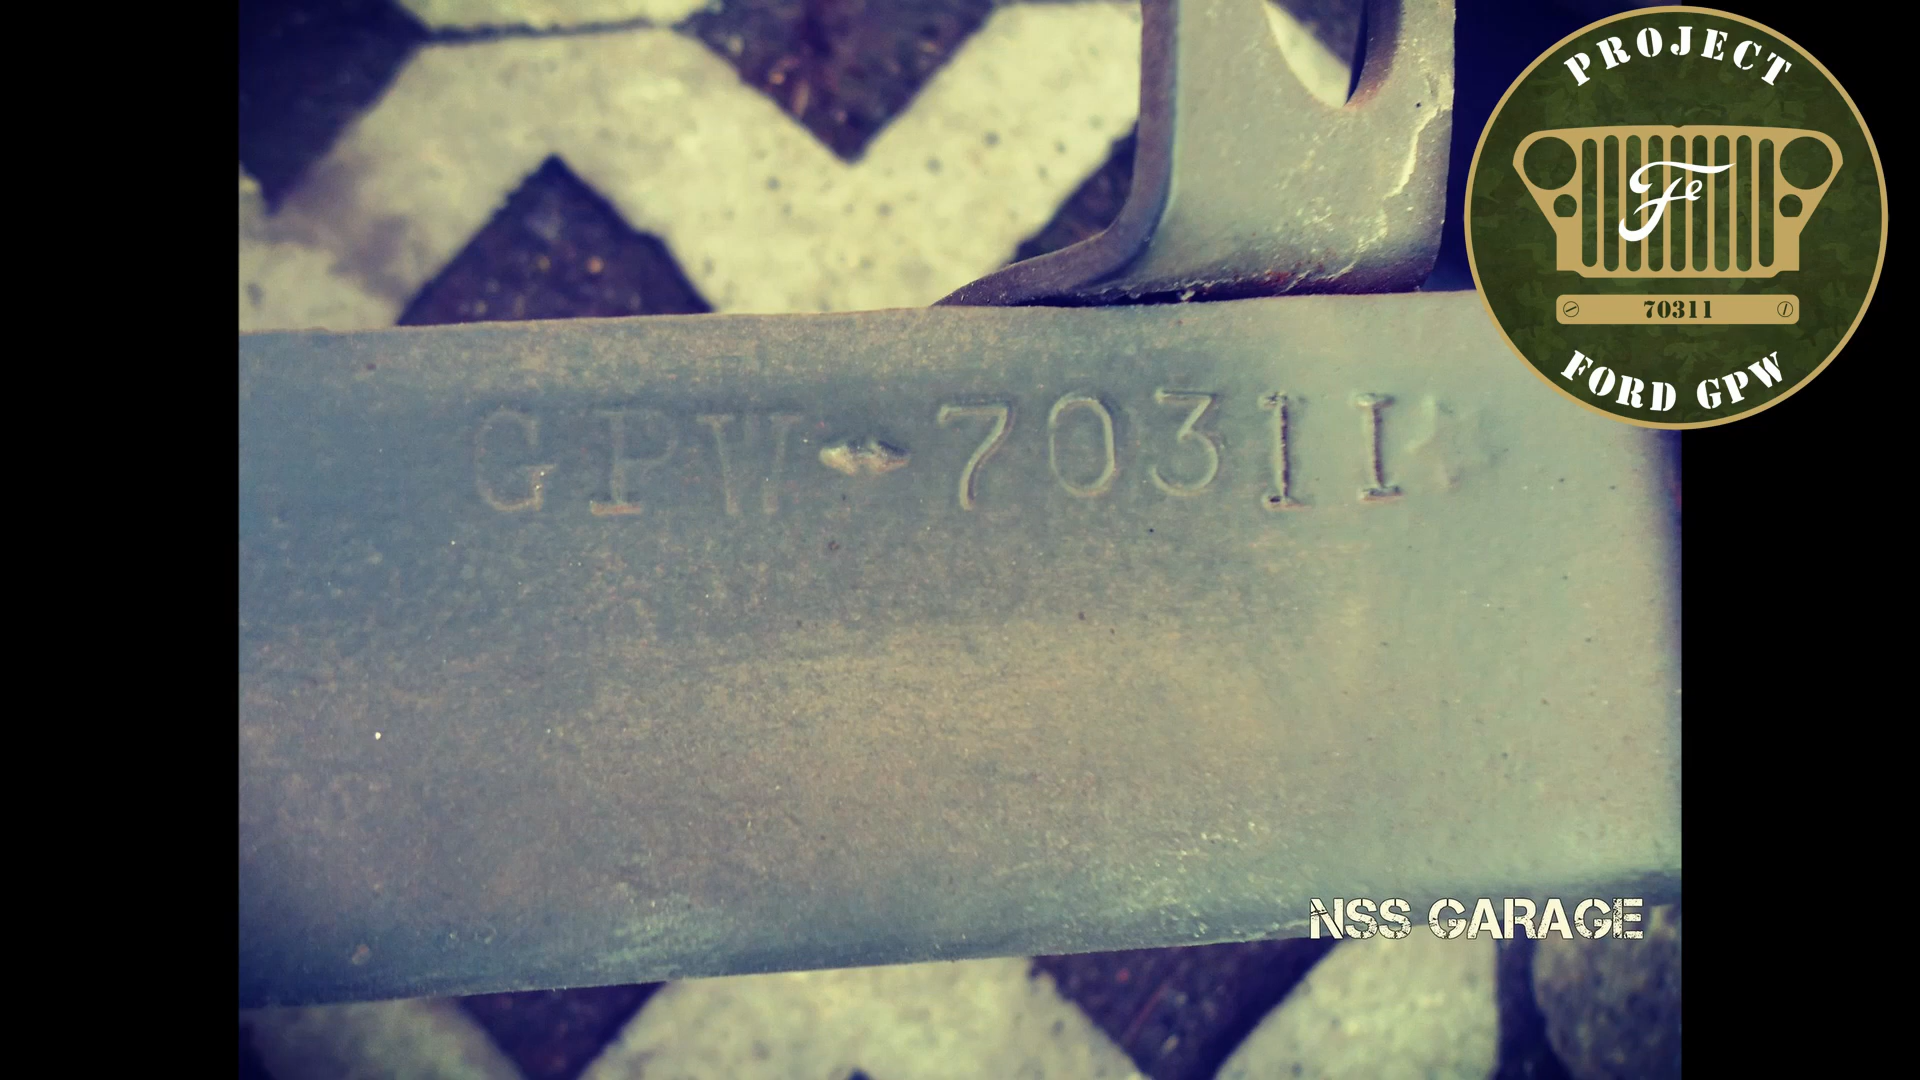 PROJECT
Fe
70311
FORD GPW
GPW-70311
NSS GARAGE